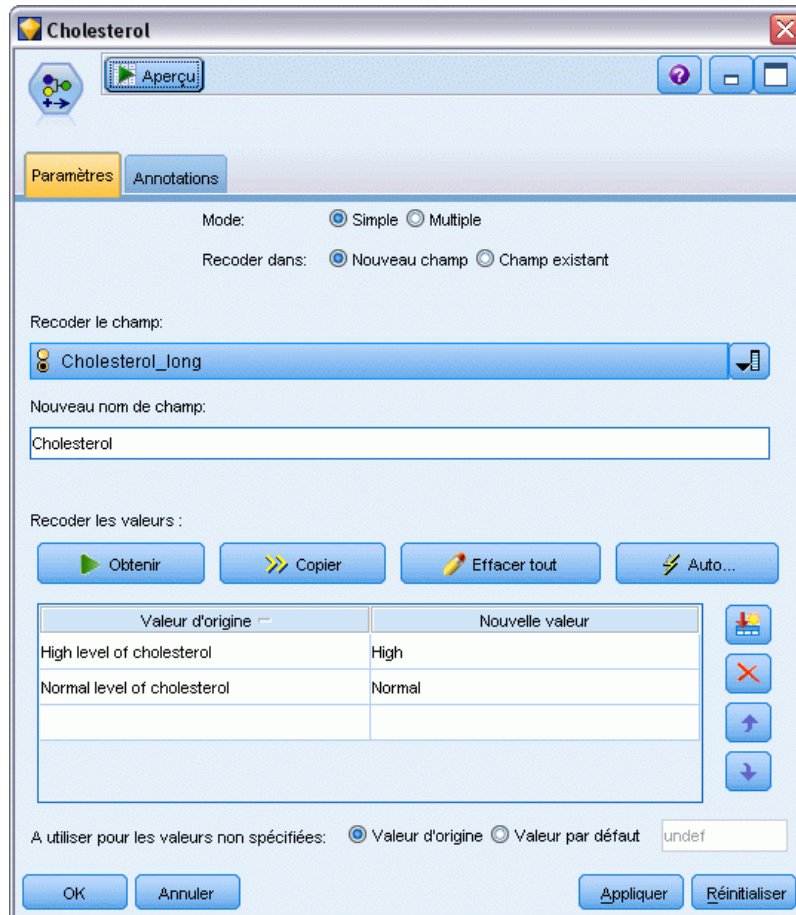 Cholesterol
Aperçu
Paramètres Annotations
Mode: Simple Multiple
Recoder dans: Nouveau champ Champ existant
Recoder le champ:
Cholesterol_long
Nouveau nom de champ:
Cholesterol
Recoder les valeurs :
Obtenir Copier Effacer tout Auto...
Valeur d'origine Nouvelle valeur
High level of cholesterol High
Normal level of cholesterol Normal
A utiliser pour les valeurs non spécifiées: Valeur d'origine Valeur par défaut undef
OK Annuler Appliquer Réinitialiser